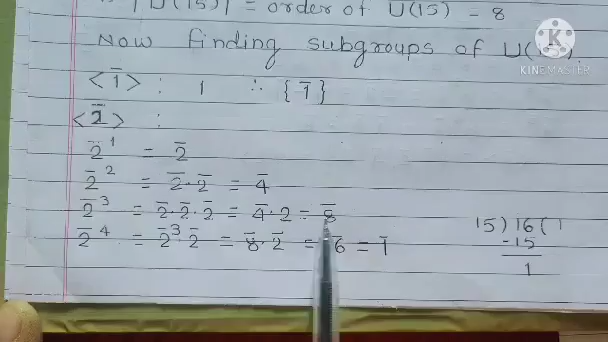 |U(15)| = order of U(15) = 8
Now finding subgroups of U(15).
KINEMASTER
<1̄> : 1 ∴ {1̄}
<2̄> :
2̄¹ = 2̄
2̄² = 2̄·2̄ = 4̄
2̄³ = 2̄·2̄·2̄ = 4̄·2 = 8̄
2̄⁴ = 2̄³·2̄ = 8̄·2̄ = 6̄ = 1̄
15) 16 ( 1
-15
1